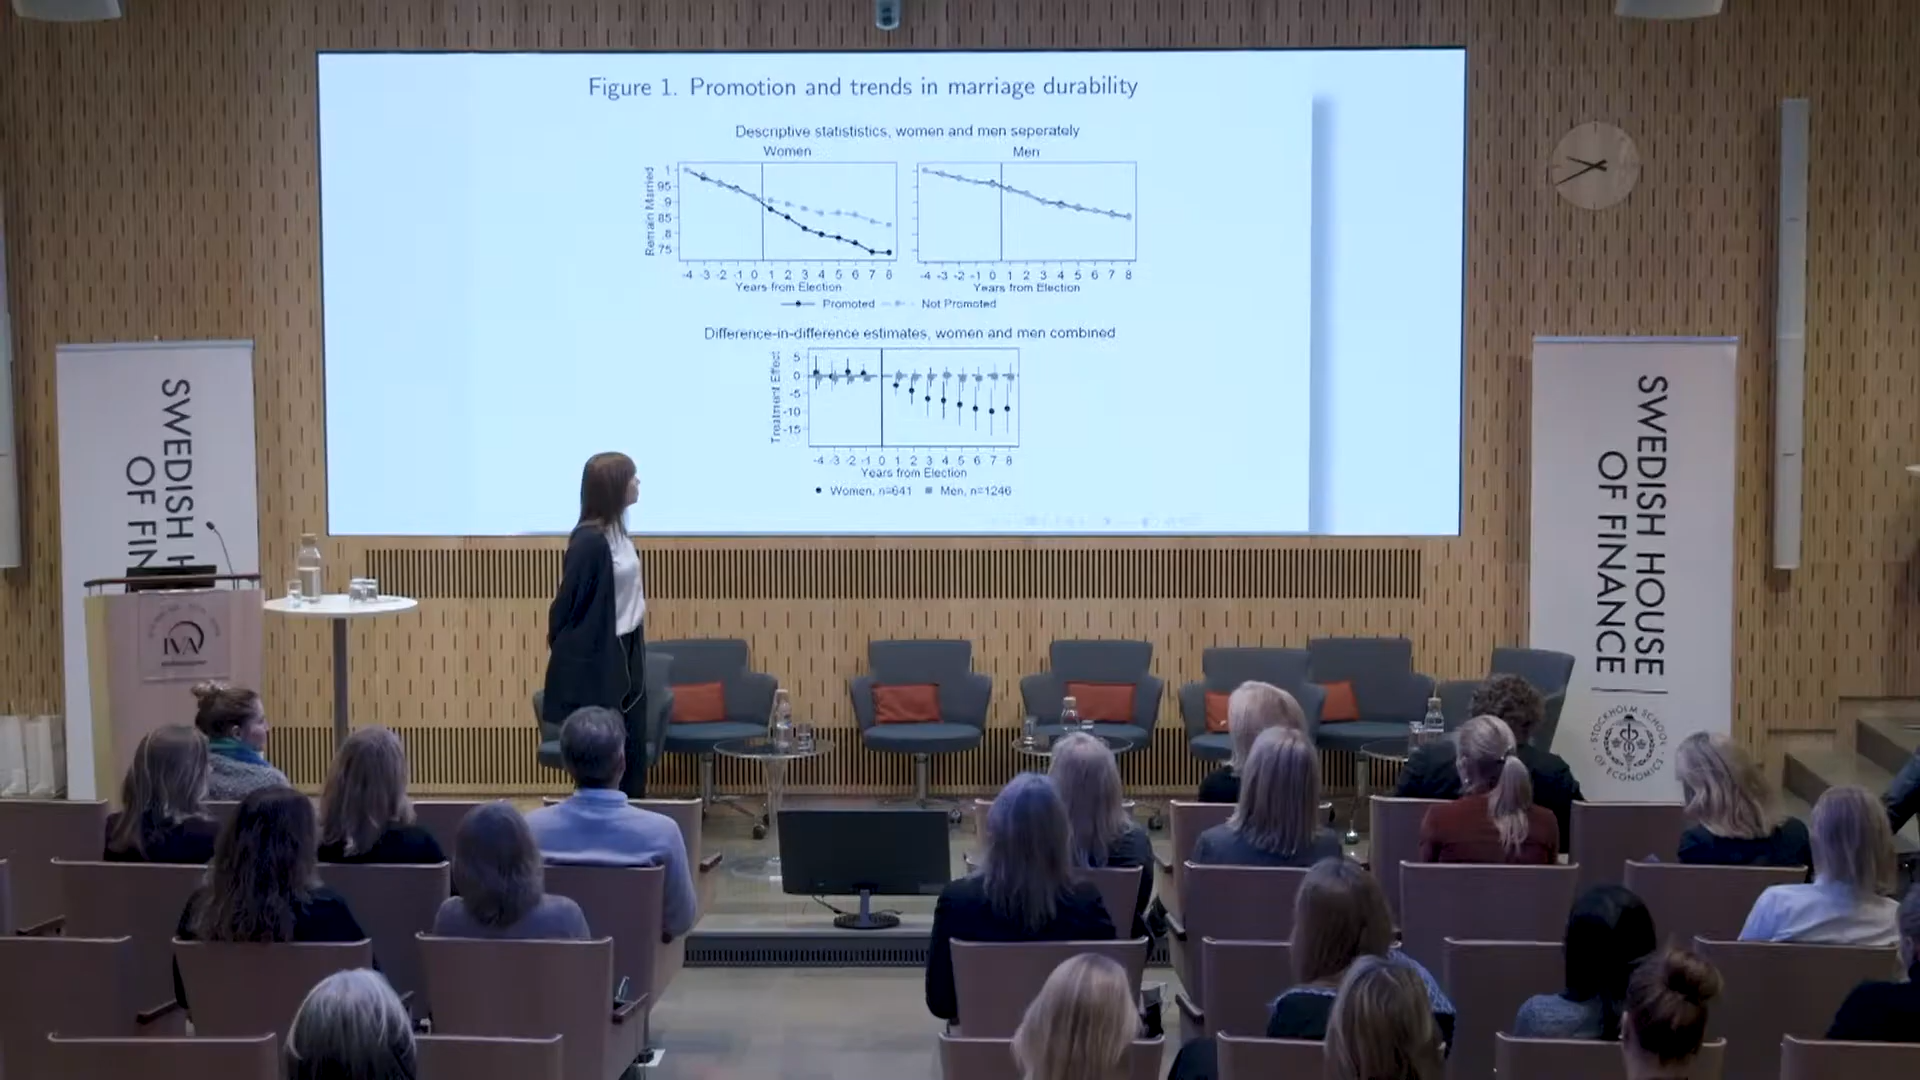 Figure 1. Promotion and trends in marriage durability
Descriptive statististics, women and men seperately
Women
Men
Remain Married
1
.95
.9
.85
.8
.75
-4 -3 -2 -1 0 1 2 3 4 5 6 7 8
Years from Election
-4 -3 -2 -1 0 1 2 3 4 5 6 7 8
Years from Election
Promoted
Not Promoted
Difference-in-difference estimates, women and men combined
Treatment Effect
5
0
-5
-10
-15
-4 -3 -2 -1 0 1 2 3 4 5 6 7 8
Years from Election
Women, n=641
Men, n=1246
SWEDISH H
OF FIN
IVA
SWEDISH HOUSE
OF FINANCE
STOCKHOLM SCHOOL
OF ECONOMICS